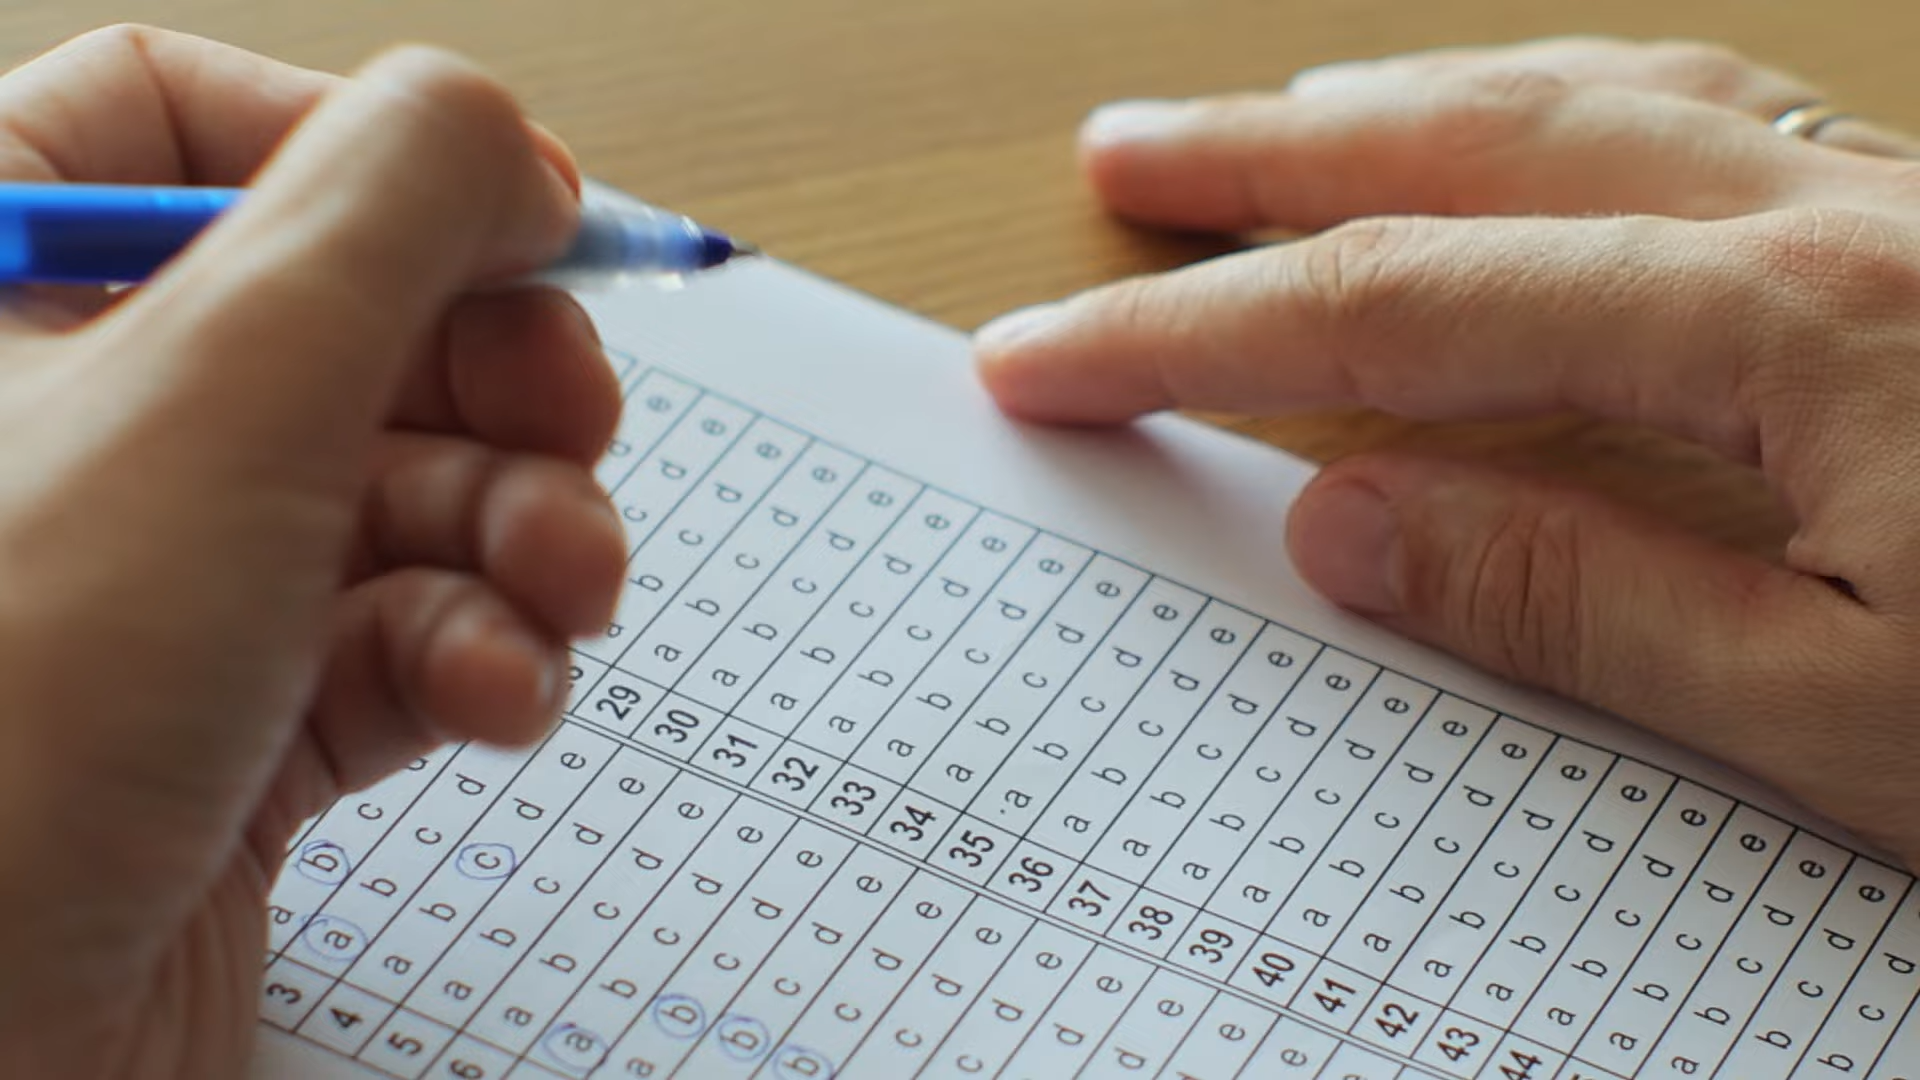 3 a b c d
4 a b c d
5 a b c d e
6 a b c d e
a b c d e
a b c d e
b c d e
b c d e
c d e
c d e
c d e
d e
d e
d e
e
e
29 a b c d e
30 a b c d e
31 a b c d e
32 a b c d e
33 a b c d e
34 a b c d e
35 a b c d e
36 a b c d e
37 a b c d e
38 a b c d e
39 a b c d e
40 a b c d e
41 a b c d e
42 a b c d e
43 a b c d e
44 a b c d e
a b c d e
a b c d e
b c d e
b c d